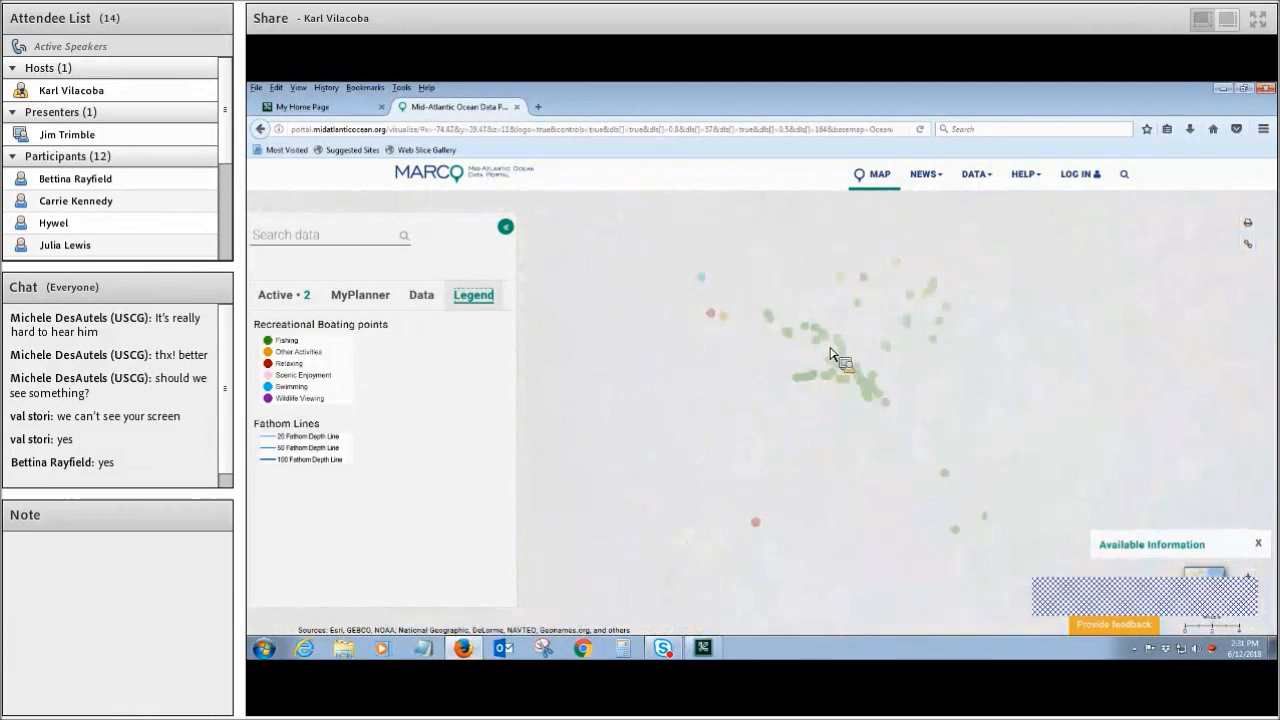 Attendee List (14)
Active Speakers
Hosts (1)
Karl Vilacoba
Presenters (1)
Jim Trimble
Participants (12)
Bettina Rayfield
Carrie Kennedy
Hywel
Julia Lewis
Chat (Everyone)
Michele DesAutels (USCG): It's really
hard to hear him
Michele DesAutels (USCG): thx! better
Michele DesAutels (USCG): should we
see something?
val stori: we can't see your screen
val stori: yes
Bettina Rayfield: yes
Note
Share - Karl Vilacoba
File Edit View History Bookmarks Tools Help
My Home Page
Mid-Atlantic Ocean Data P...
Search
Most Visited Suggested Sites Web Slice Gallery
MARCO MID-ATLANTIC OCEAN
DATA PORTAL
MAP NEWS DATA HELP LOG IN
Search data
Active • 2 MyPlanner Data Legend
Recreational Boating points
Fishing
Other Activities
Relaxing
Scenic Enjoyment
Swimming
Wildlife Viewing
Fathom Lines
20 Fathom Depth Line
50 Fathom Depth Line
100 Fathom Depth Line
Available Information X
Provide feedback
Sources: Esri, GEBCO, NOAA, National Geographic, DeLorme, NAVTEQ, Geonames.org, and others
2:31 PM
6/12/2018